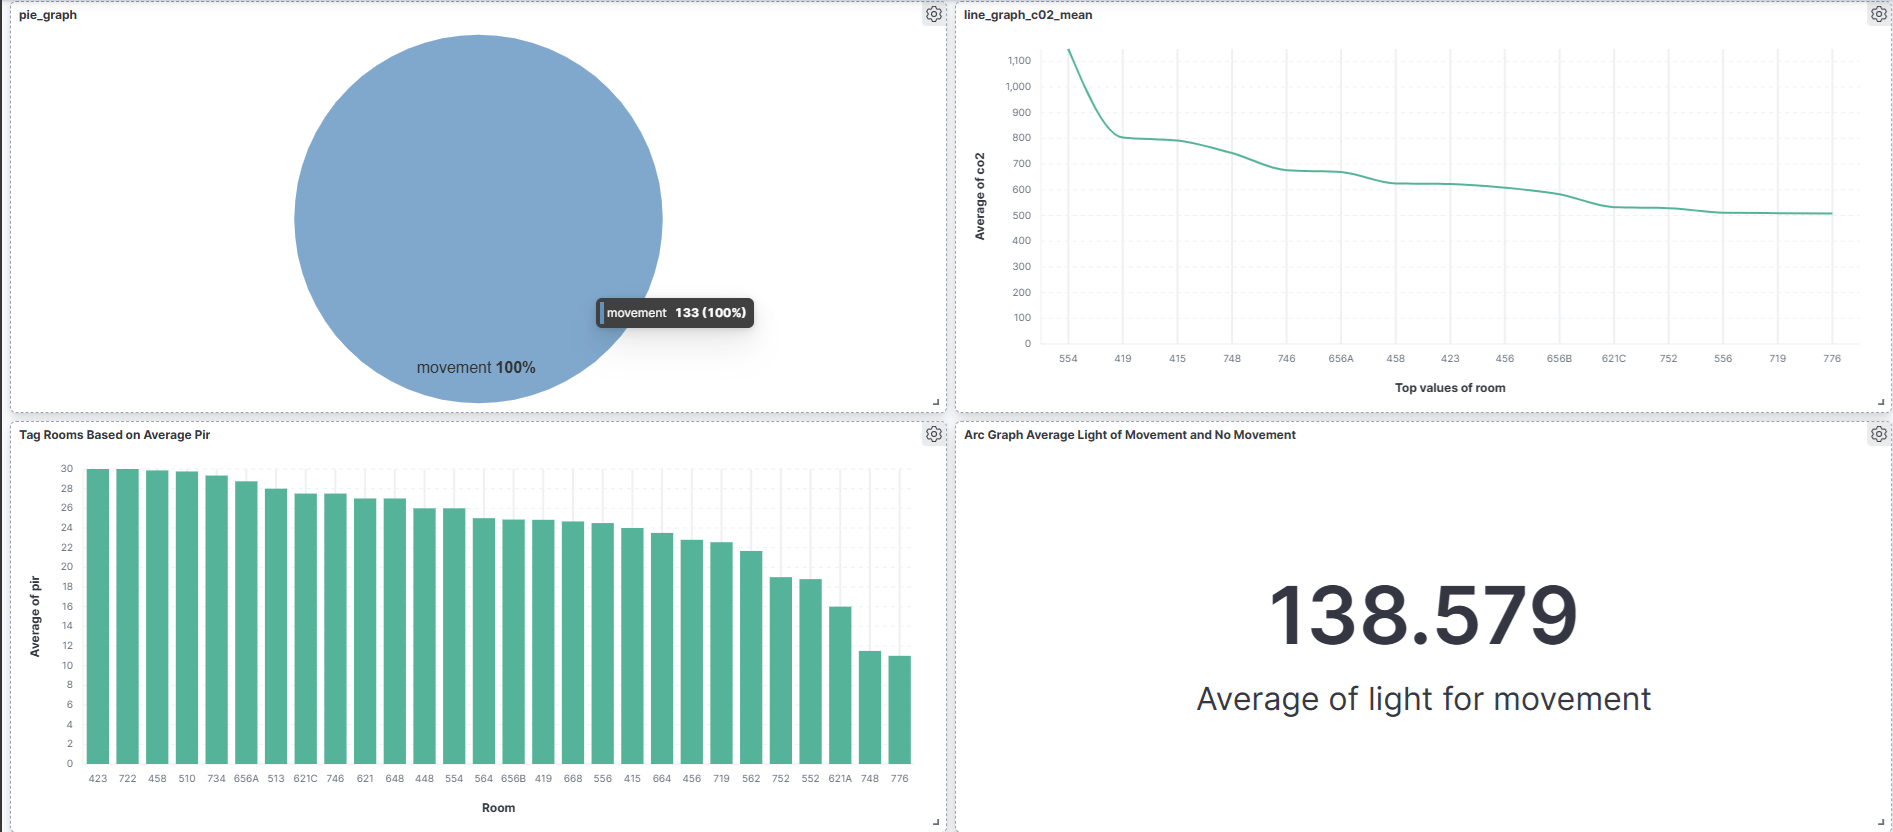 pie_graph
movement 133 (100%)
movement 100%
line_graph_c02_mean
1,100
1,000
900
800
700
600
500
400
300
200
100
0
Average of co2
554 419 415 748 746 656A 458 423 456 656B 621C 752 556 719 776
Top values of room
Tag Rooms Based on Average Pir
30
28
26
24
22
20
18
16
14
12
10
8
6
4
2
0
Average of pir
423 722 458 510 734 656A 513 621C 746 621 648 448 554 564 656B 419 668 556 415 664 456 719 562 752 552 621A 748 776
Room
Arc Graph Average Light of Movement and No Movement
138.579
Average of light for movement